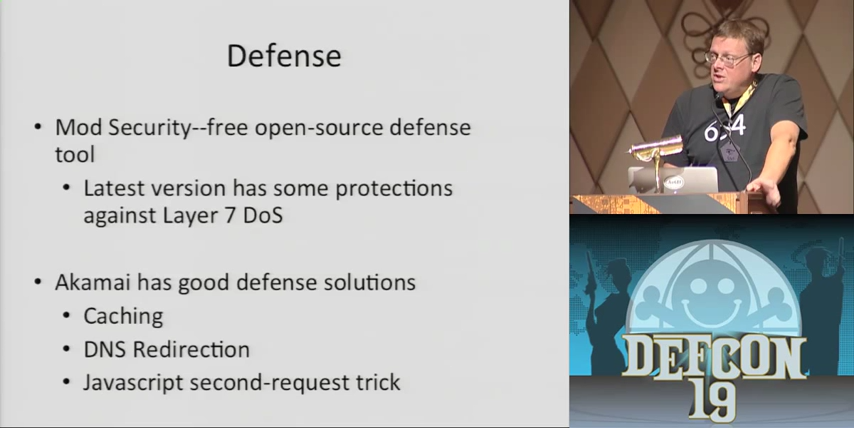 Defense
• Mod Security--free open-source defense
tool
• Latest version has some protections
against Layer 7 DoS
• Akamai has good defense solutions
• Caching
• DNS Redirection
• Javascript second-request trick
DEFCON
19